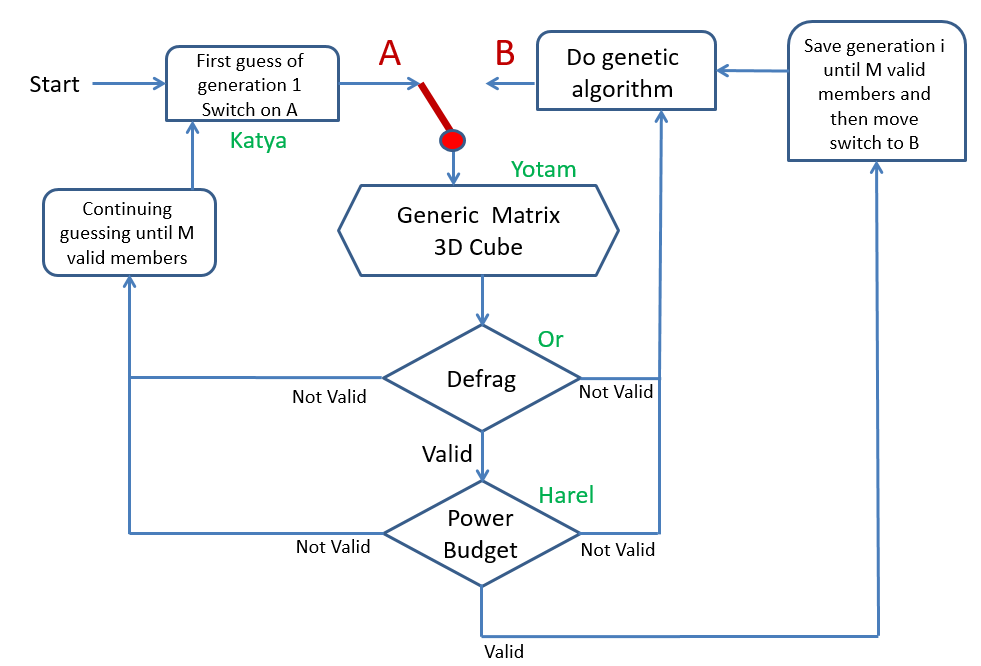 Start
First guess of
generation 1
Switch on A
Katya
A
B
Do genetic
algorithm
Save generation i
until M valid
members and
then move
switch to B
Continuing
guessing until M
valid members
Yotam
Generic  Matrix
3D Cube
Or
Defrag
Not Valid
Not Valid
Valid
Harel
Power
Budget
Not Valid
Not Valid
Valid